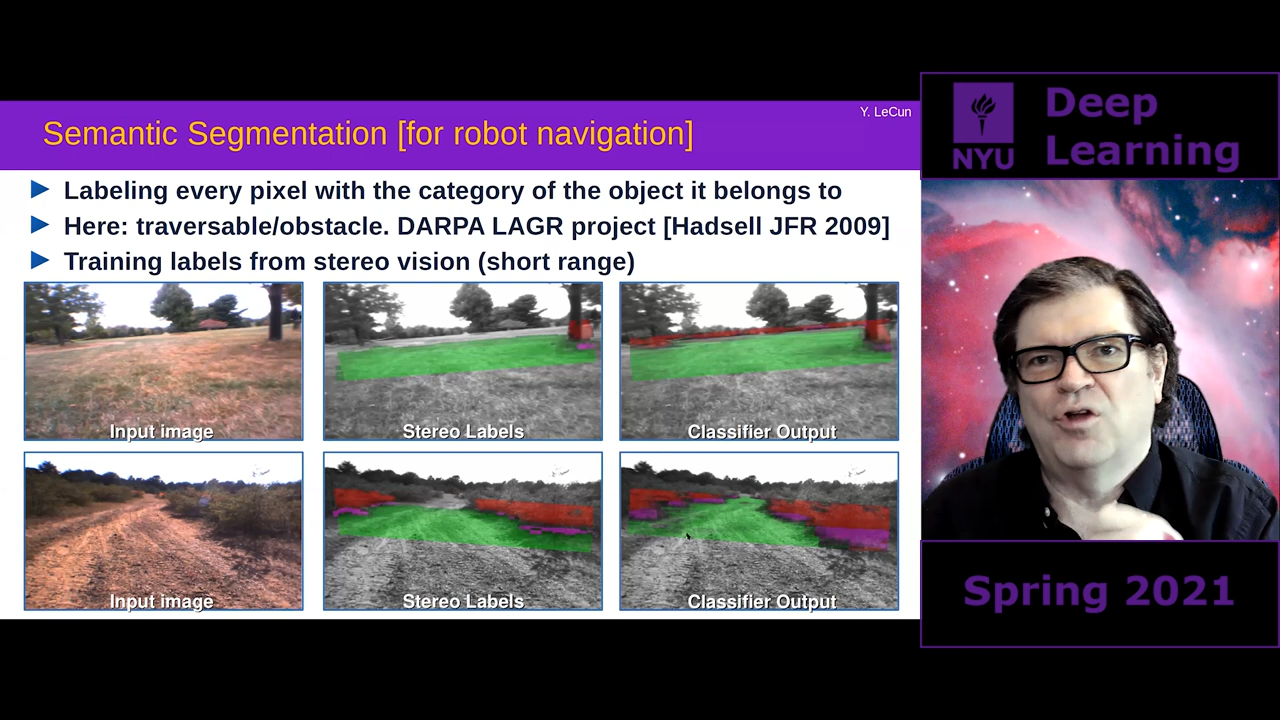 Y. LeCun
Semantic Segmentation [for robot navigation]
Labeling every pixel with the category of the object it belongs to
Here: traversable/obstacle. DARPA LAGR project [Hadsell JFR 2009]
Training labels from stereo vision (short range)
Input image
Stereo Labels
Classifier Output
Input image
Stereo Labels
Classifier Output
NYU
Deep
Learning
Spring 2021